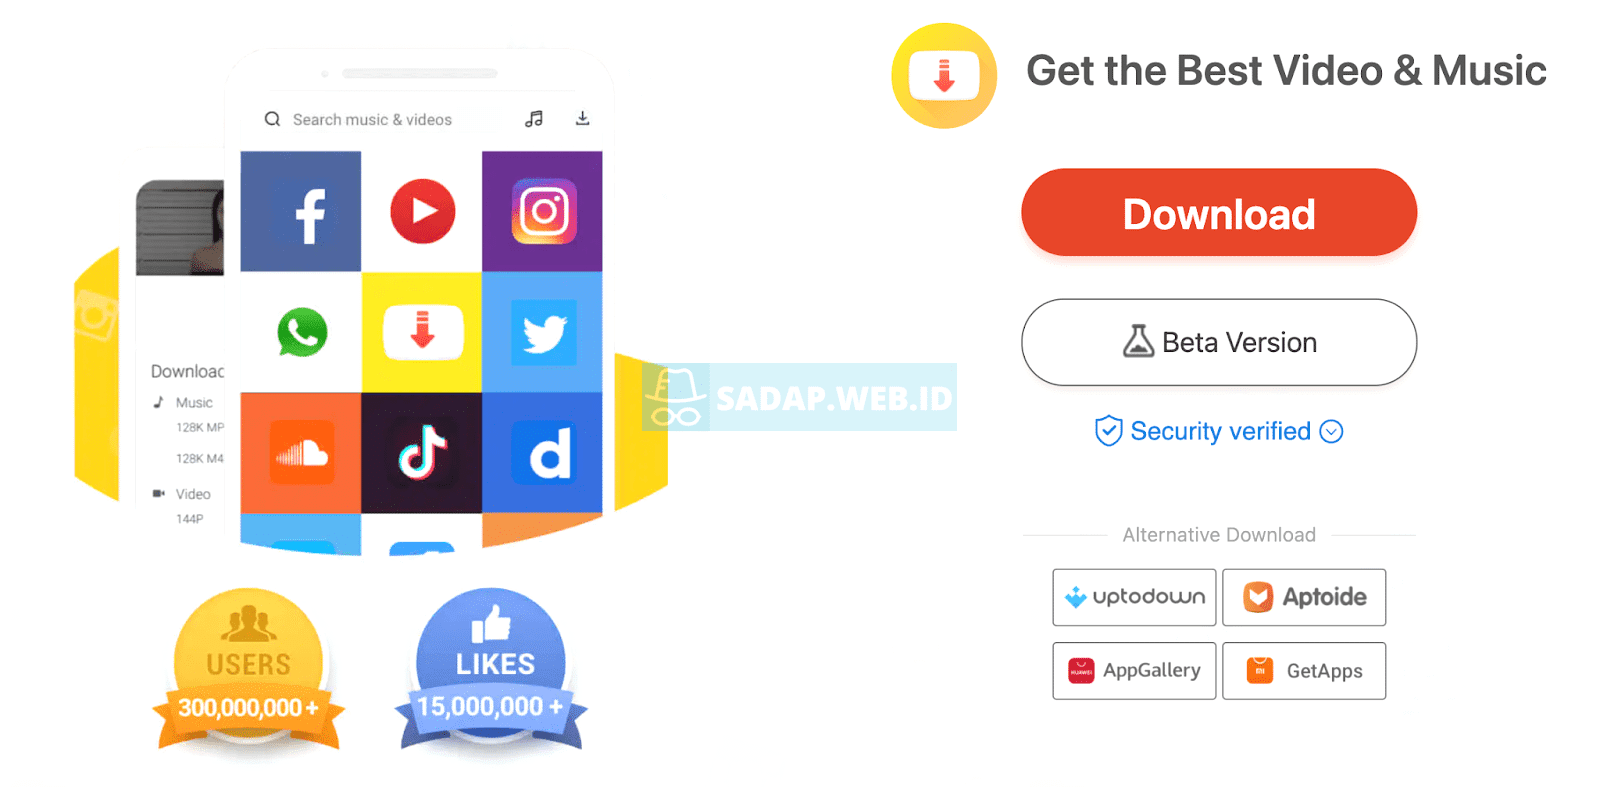 Search music & videos
f
Download
Music
128K MP
128K M4
Video
144P
d
USERS
300,000,000+
LIKES
15,000,000+
SADAP.WEB.ID
Get the Best Video & Music
Download
Beta Version
Security verified
Alternative Download
uptodown
Aptoide
HUAWEI AppGallery
mi GetApps